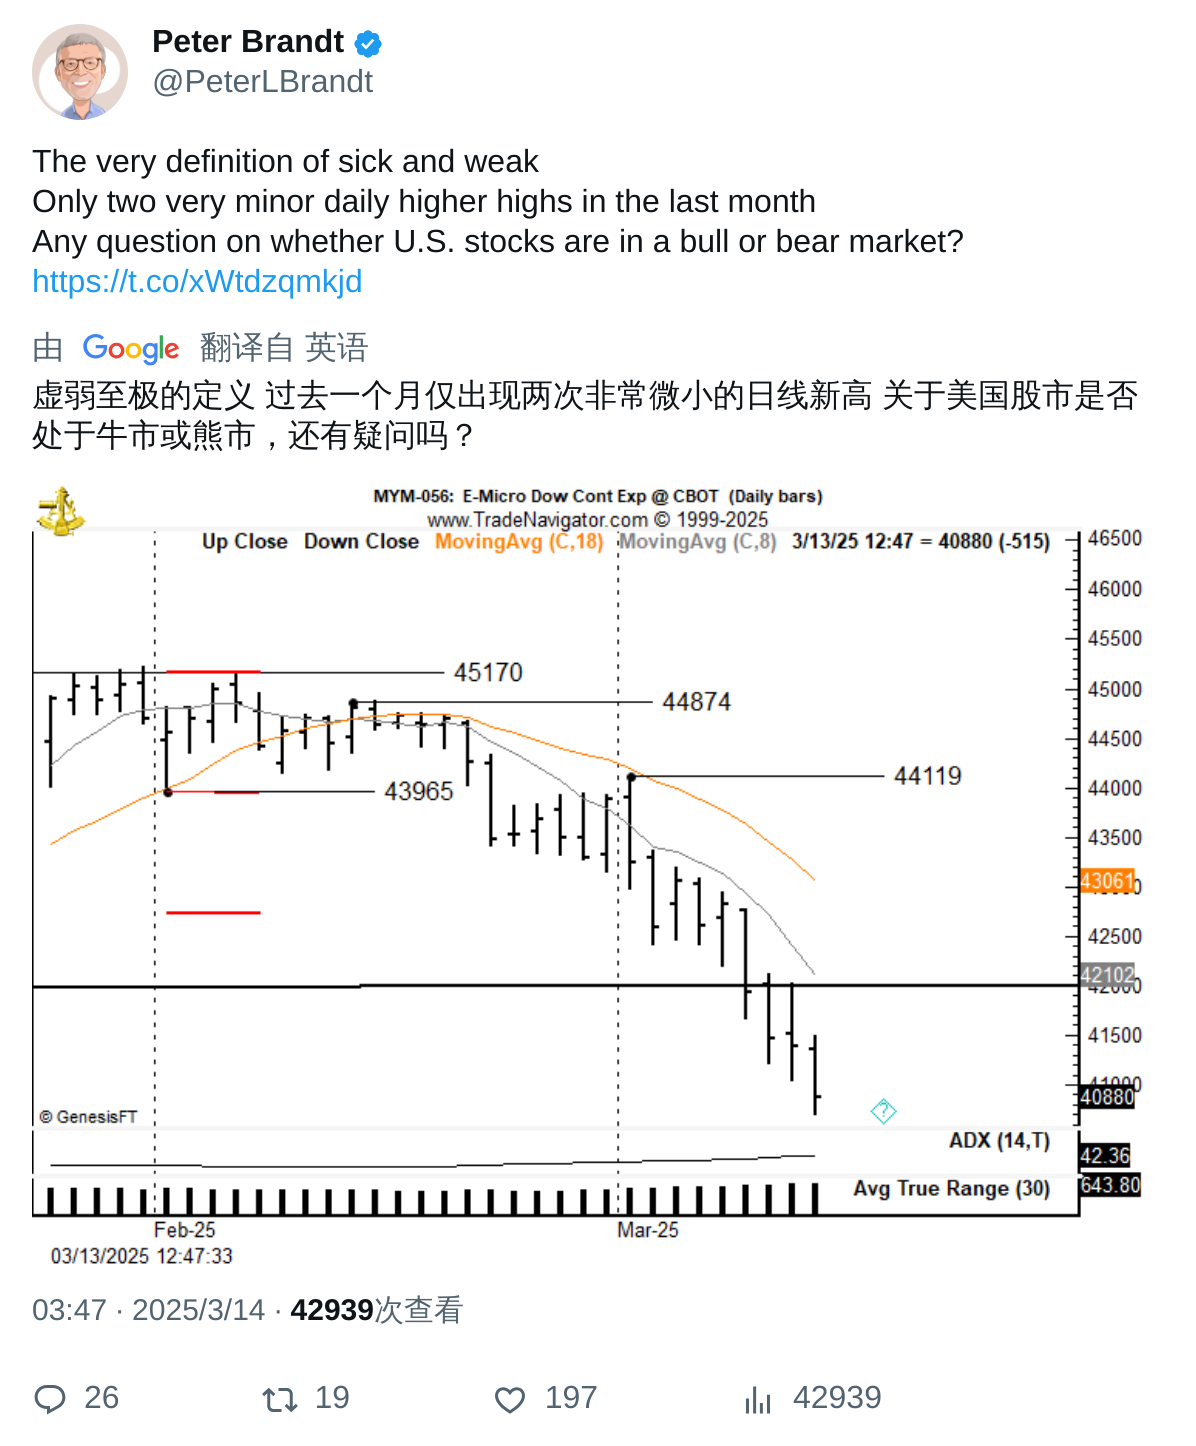 Peter Brandt
@PeterLBrandt
The very definition of sick and weak
Only two very minor daily higher highs in the last month
Any question on whether U.S. stocks are in a bull or bear market?
https://t.co/xWtdzqmkjd
由 Google 翻译自 英语
虚弱至极的定义 过去一个月仅出现两次非常微小的日线新高 关于美国股市是否
处于牛市或熊市，还有疑问吗？
MYM-056: E-Micro Dow Cont Exp @ CBOT (Daily bars)
www.TradeNavigator.com © 1999-2025
Up Close Down Close MovingAvg (C,18) MovingAvg (C,8) 3/13/25 12:47 = 40880 (-515)
46500
46000
45500
45170
45000
44874
44500
44119
44000
43965
43500
43061
42500
42102
42000
41500
41000
40880
© GenesisFT
ADX (14,T)
42.36
Avg True Range (30)
643.80
Feb-25
Mar-25
03/13/2025 12:47:33
03:47 · 2025/3/14 · 42939次查看
26
19
197
42939